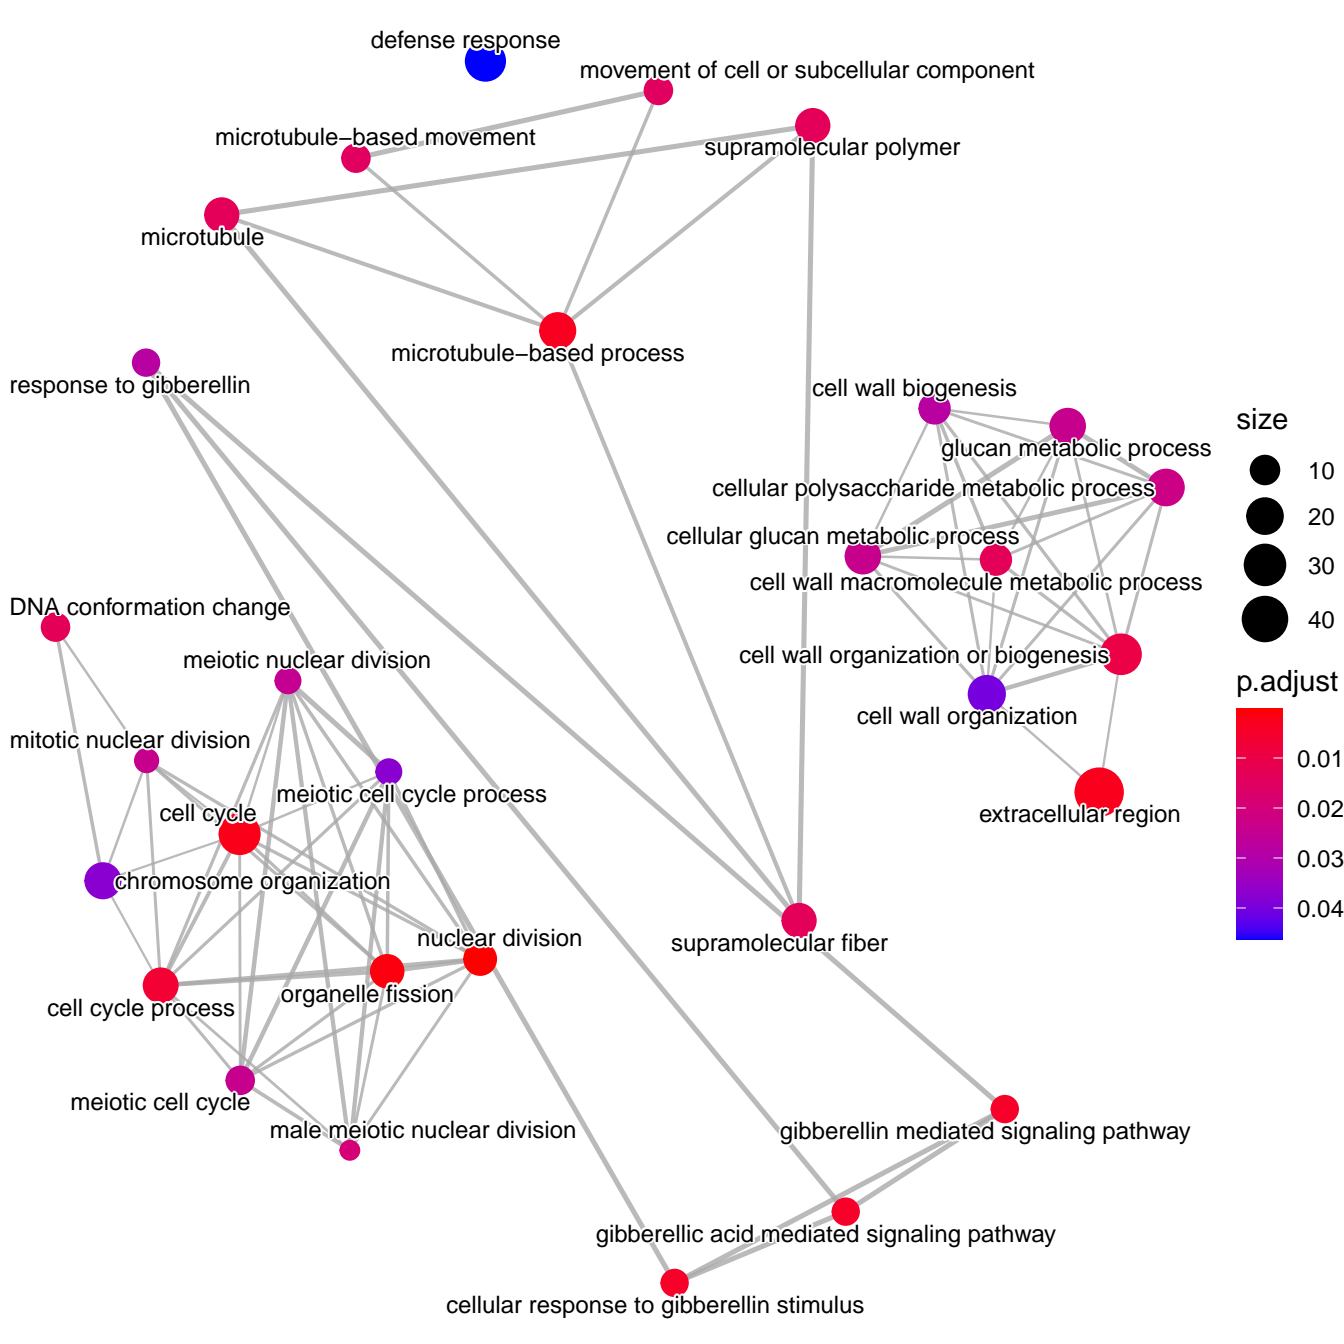 defense response
movement of cell or subcellular component
microtubule−based movement
supramolecular polymer
microtubule
microtubule−based process
response to gibberellin
cell wall biogenesis
glucan metabolic process
cellular polysaccharide metabolic process
cellular glucan metabolic process
cell wall macromolecule metabolic process
DNA conformation change
meiotic nuclear division
cell wall organization or biogenesis
cell wall organization
mitotic nuclear division
meiotic cell cycle process
cell cycle
extracellular region
chromosome organization
nuclear division
supramolecular fiber
organelle fission
cell cycle process
meiotic cell cycle
male meiotic nuclear division
gibberellin mediated signaling pathway
gibberellic acid mediated signaling pathway
cellular response to gibberellin stimulus
size
10
20
30
40
p.adjust
0.01
0.02
0.03
0.04